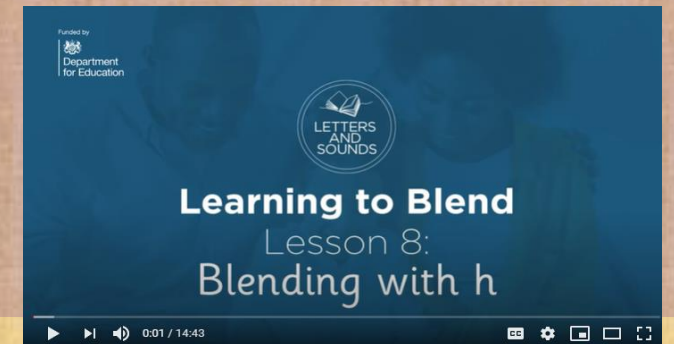 Funded by
Department
for Education
LETTERS
AND
SOUNDS
Learning to Blend
Lesson 8:
Blending with h
0:01 / 14:43
CC